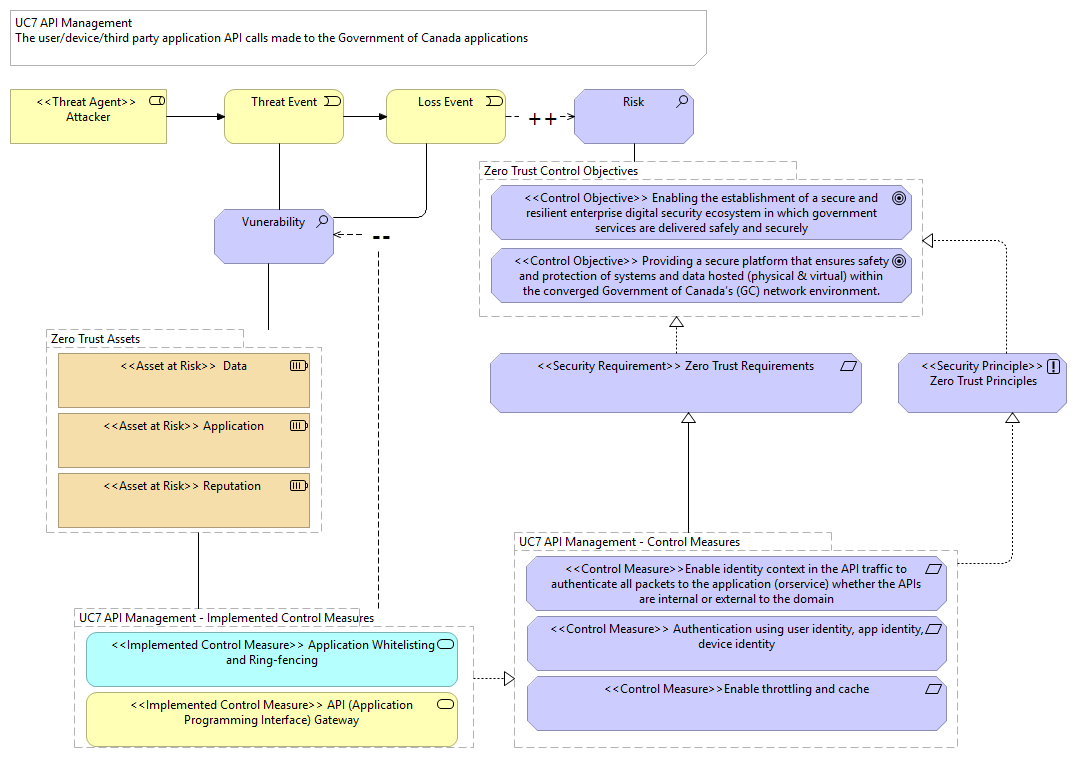 UC7 API Management
The user/device/third party application API calls made to the Government of Canada applications
<<Threat Agent>>
Attacker
Threat Event
Loss Event
++
Risk
Zero Trust Control Objectives
<<Control Objective>> Enabling the establishment of a secure and
resilient enterprise digital security ecosystem in which government
services are delivered safely and securely
<<Control Objective>> Providing a secure platform that ensures safety
and protection of systems and data hosted (physical & virtual) within
the converged Government of Canada's (GC) network environment.
Vunerability
--
Zero Trust Assets
<<Asset at Risk>> Data
<<Asset at Risk>> Application
<<Asset at Risk>> Reputation
<<Security Requirement>> Zero Trust Requirements
<<Security Principle>>
Zero Trust Principles
UC7 API Management - Control Measures
<<Control Measure>>Enable identity context in the API traffic to
authenticate all packets to the application (orservice) whether the APIs
are internal or external to the domain
<<Control Measure>> Authentication using user identity, app identity,
device identity
<<Control Measure>>Enable throttling and cache
UC7 API Management - Implemented Control Measures
<<Implemented Control Measure>> Application Whitelisting
and Ring-fencing
<<Implemented Control Measure>> API (Application
Programming Interface) Gateway